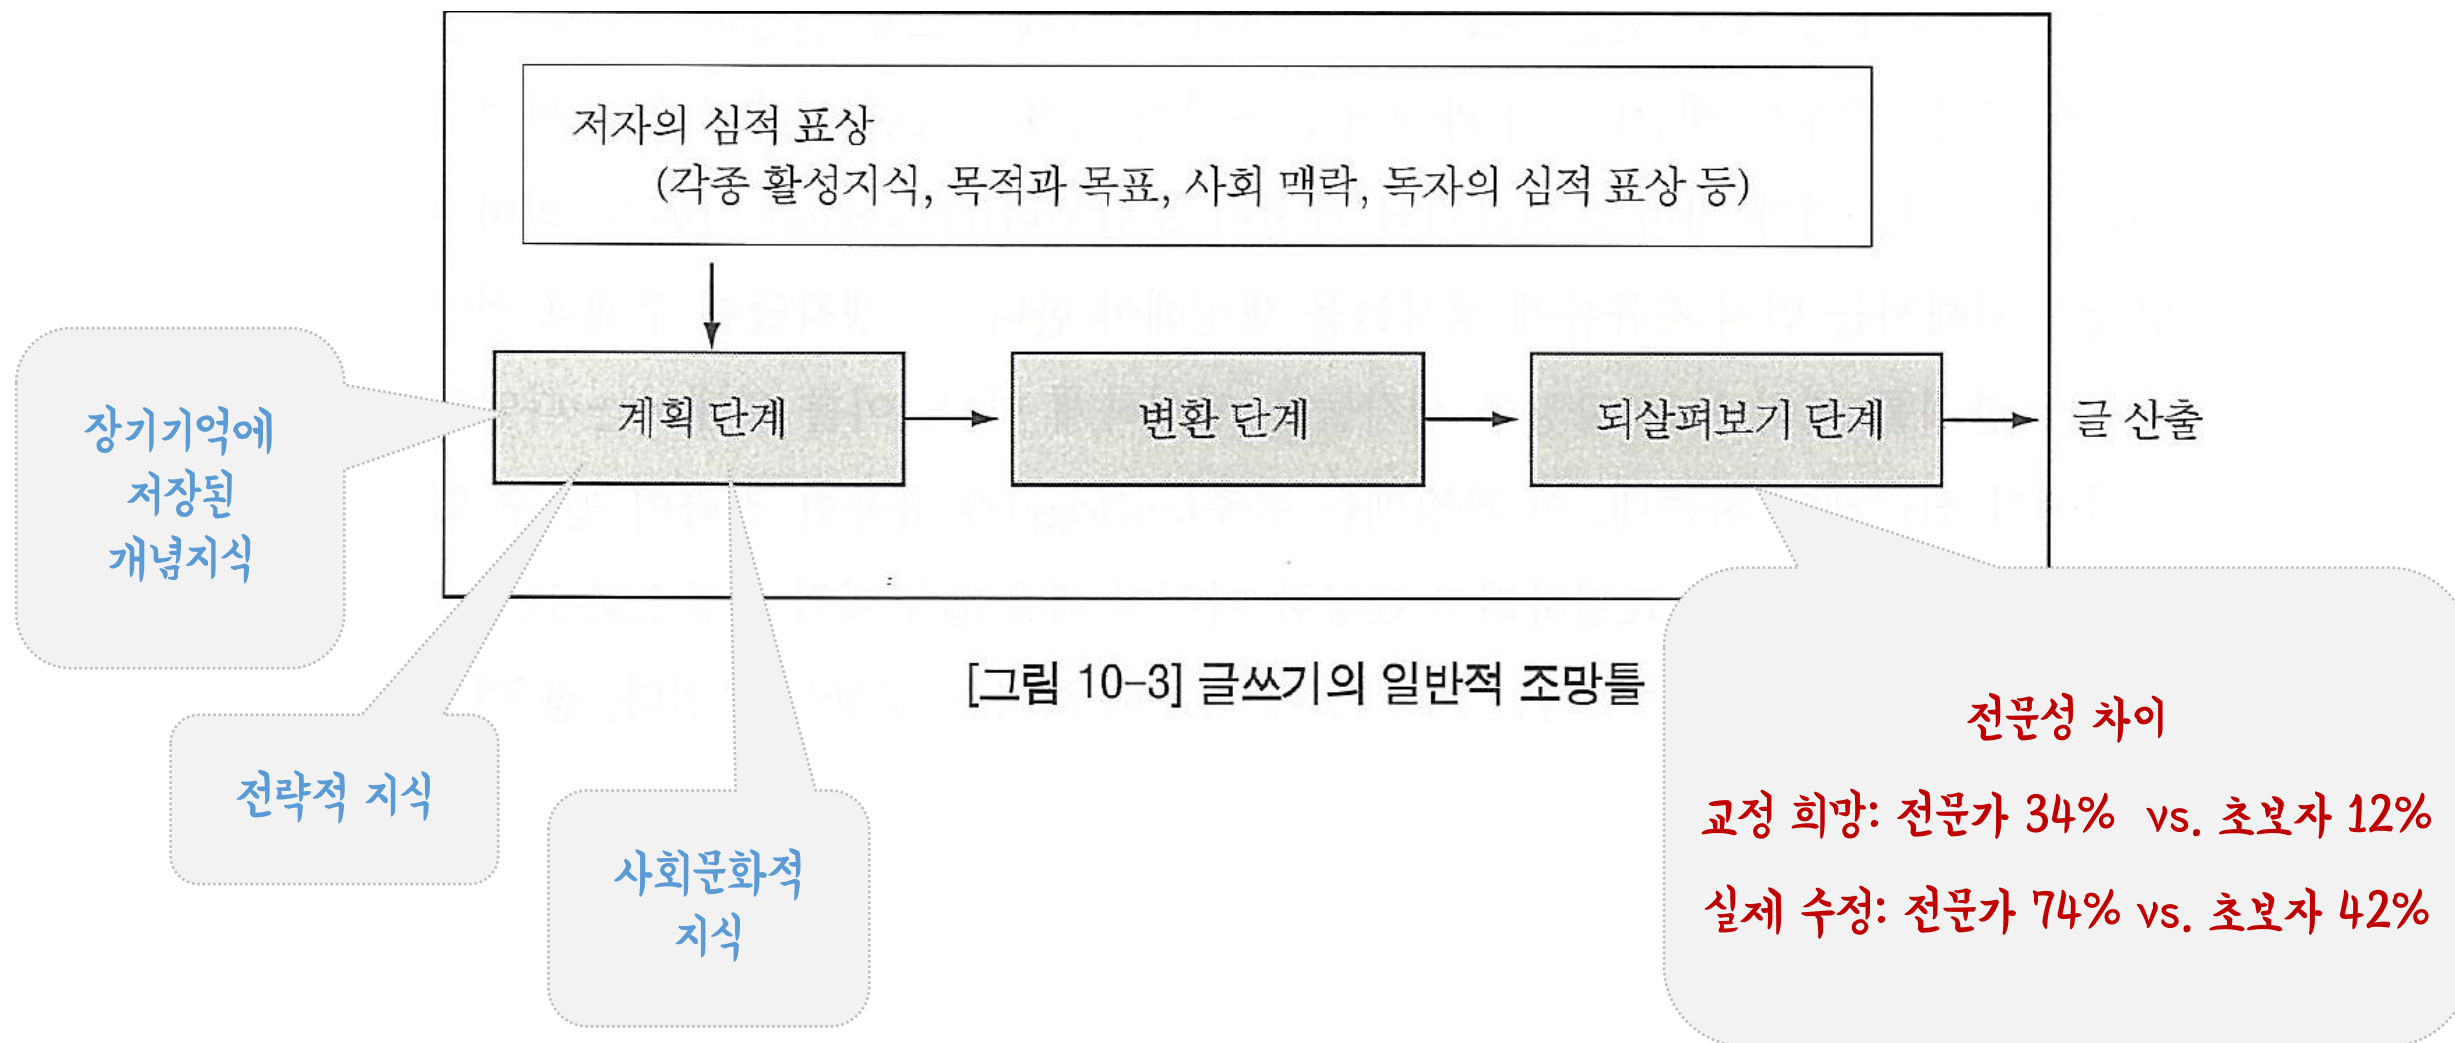 저자의 심적 표상
(각종 활성지식, 목적과 목표, 사회 맥락, 독자의 심적 표상 등)
계획 단계
변환 단계
되살펴보기 단계
글 산출
장기기억에
저장된
개념지식
전략적 지식
사회문화적
지식
[그림 10-3] 글쓰기의 일반적 조망틀
전문성 차이
교정 희망: 전문가 34% vs. 초보자 12%
실제 수정: 전문가 74% vs. 초보자 42%